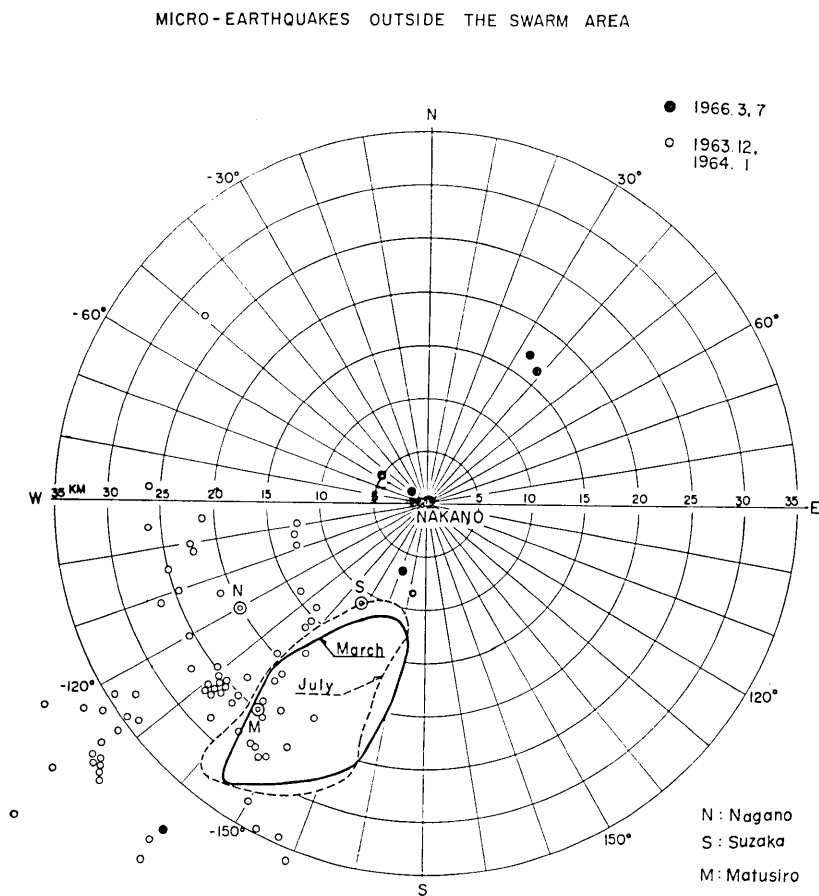 MICRO-EARTHQUAKES OUTSIDE THE SWARM AREA
● 1966. 3, 7
○ 1963. 12,
1964. 1
N
-30°
30°
-60°
60°
W
35 KM 30 25 20 15 10 5
5 10 15 20 25 30 35
E
NAKANO
N
S
March
July
M
-120°
120°
-150°
150°
S
N : Nagano
S : Suzaka
M : Matusiro